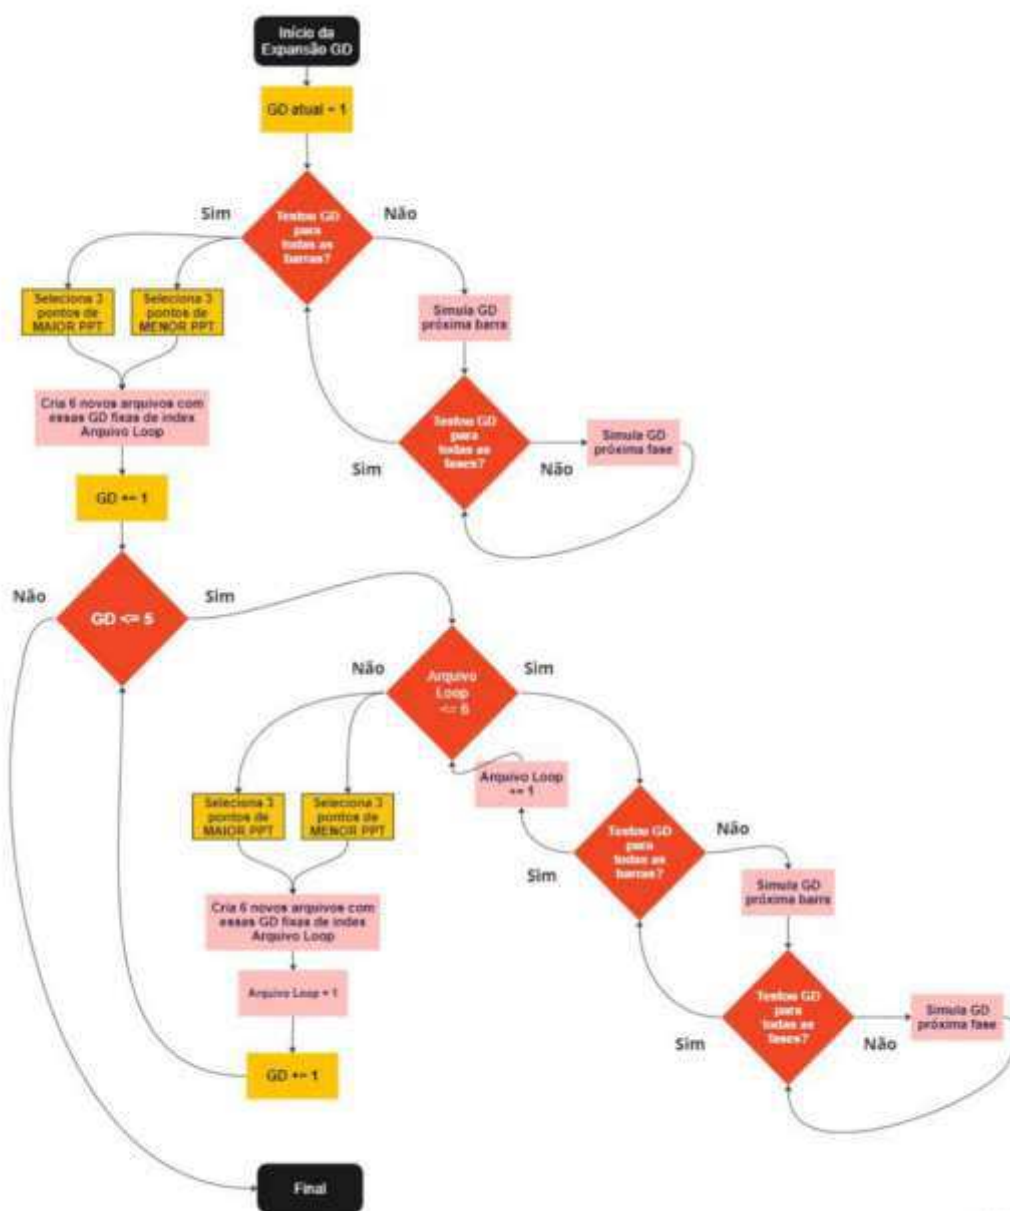 Início da
Expansão GD
GD atual = 1
Testou GD
para
todas as
barras?
Sim
Não
Seleciona 3
pontos de
MAIOR PPT
Seleciona 3
pontos de
MENOR PPT
Simula GD
próxima barra
Cria 6 novos arquivos com
essas GD fixas de index
Arquivo Loop
Testou GD
para
todas as
fases?
Sim
Não
Simula GD
próxima fase
GD += 1
Não
GD <= 5
Sim
Arquivo
Loop
<= 6
Não
Sim
Arquivo Loop
+= 1
Seleciona 3
pontos de
MAIOR PPT
Seleciona 3
pontos de
MENOR PPT
Testou GD
para
todas as
barras?
Sim
Não
Simula GD
próxima barra
Cria 6 novos arquivos com
essas GD fixas de index
Arquivo Loop
Arquivo Loop = 1
Testou GD
para
todas as
fases?
Sim
Não
Simula GD
próxima fase
GD += 1
Final